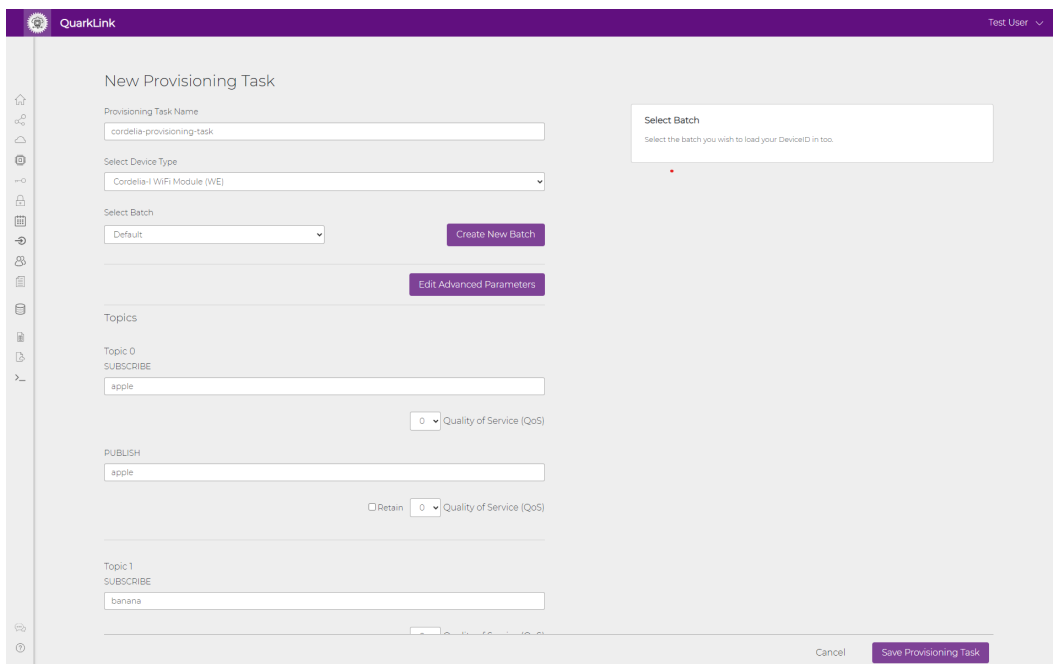 QuarkLink
Test User
New Provisioning Task
Provisioning Task Name
cordelia-provisioning-task
Select Device Type
Cordelia-I WiFi Module (WE)
Select Batch
Default
Create New Batch
Edit Advanced Parameters
Topics
Topic 0
SUBSCRIBE
apple
0 Quality of Service (QoS)
PUBLISH
apple
Retain 0 Quality of Service (QoS)
Topic 1
SUBSCRIBE
banana
Select Batch
Select the batch you wish to load your DeviceID in too.
Cancel
Save Provisioning Task